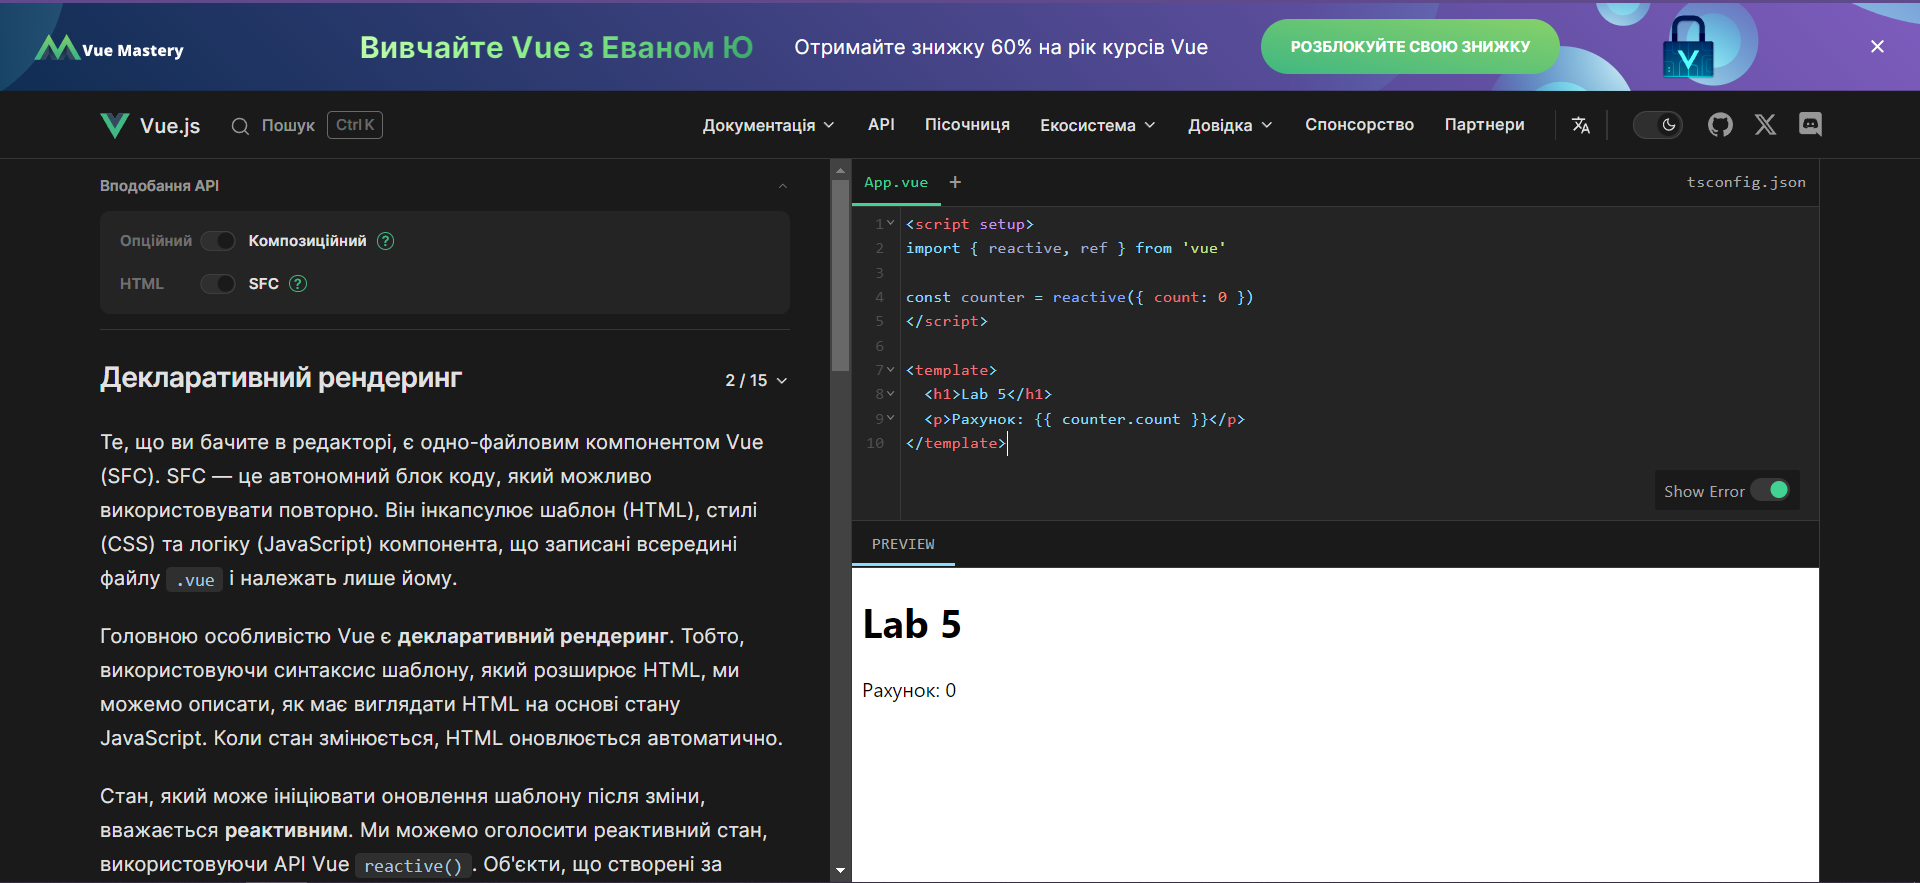 Vue Mastery
Вивчайте Vue з Еваном Ю
Отримайте знижку 60% на рік курсів Vue
РОЗБЛОКУЙТЕ СВОЮ ЗНИЖКУ
Vue.js
Пошук
Ctrl K
Документація
API
Пісочниця
Екосистема
Довідка
Спонсорство
Партнери
Вподобання API
Опційний Композиційний ?
HTML SFC ?
Декларативний рендеринг
2 / 15
Те, що ви бачите в редакторі, є одно-файловим компонентом Vue
(SFC). SFC — це автономний блок коду, який можливо
використовувати повторно. Він інкапсулює шаблон (HTML), стилі
(CSS) та логіку (JavaScript) компонента, що записані всередині
файлу .vue і належать лише йому.
Головною особливістю Vue є декларативний рендеринг. Тобто,
використовуючи синтаксис шаблону, який розширює HTML, ми
можемо описати, як має виглядати HTML на основі стану
JavaScript. Коли стан змінюється, HTML оновлюється автоматично.
Стан, який може ініціювати оновлення шаблону після зміни,
вважається реактивним. Ми можемо оголосити реактивний стан,
використовуючи API Vue reactive(). Об'єкти, що створені за
App.vue +
tsconfig.json
1 <script setup>
2 import { reactive, ref } from 'vue'
3
4 const counter = reactive({ count: 0 })
5 </script>
6
7 <template>
8   <h1>Lab 5</h1>
9   <p>Рахунок: {{ counter.count }}</p>
10 </template>
Show Error
PREVIEW
Lab 5
Рахунок: 0